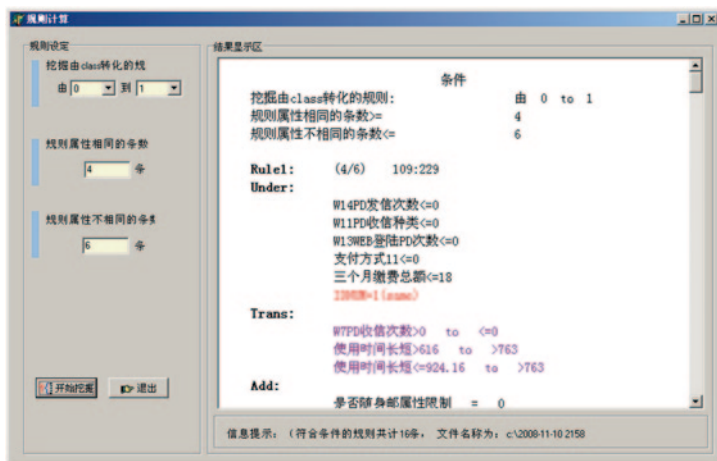 规则计算
规则设定
挖掘由class转化的规
由 0 到 1
规则属性相同的条数
4 条
规则属性不相同的条数
6 条
开始挖掘 退出
结果显示区
条件
挖掘由class转化的规则: 由 0 to 1
规则属性相同的条数>= 4
规则属性不相同的条数<= 6
Rule1: (4/6) 109:229
Under:
W14PD发信次数<=0
W11PD收信种类<=0
W13WEB登陆PD次数<=0
支付方式11<=0
三个月缴费总额<=18
Trans:
W7PD收信次数>0 to <=0
使用时间长短>616 to >763
使用时间长短<=924.16 to >763
Add:
是否随身邮属性限制 = 0
信息提示: (符合条件的规则共计16条, 文件名称为: c:\2008-11-10 2158